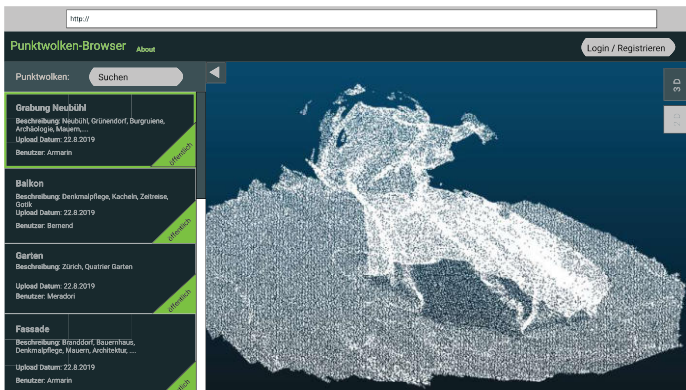 http://
Punktwolken-Browser
About
Login / Registrieren
Punktwolken:
Suchen
3D
2D
Grabung Neubühl
Beschreibung: Neubühl, Grünendorf, Burgruine,
Archäologie, Mauern,....
Upload Datum: 22.8.2019
Benutzer: Armarin
öffentlich
Balkon
Beschreibung: Denkmalpflege, Kacheln, Zeitreise,
Gotik
Upload Datum: 22.8.2019
Benutzer: Bernend
öffentlich
Garten
Beschreibung: Zürich, Quatrier Garten
Upload Datum: 22.8.2019
Benutzer: Meradori
öffentlich
Fassade
Beschreibung: Branddorf, Bauernhaus,
Denkmalpflege, Mauern, Architektur, ....
Upload Datum: 22.8.2019
Benutzer: Armarin
öffentlich